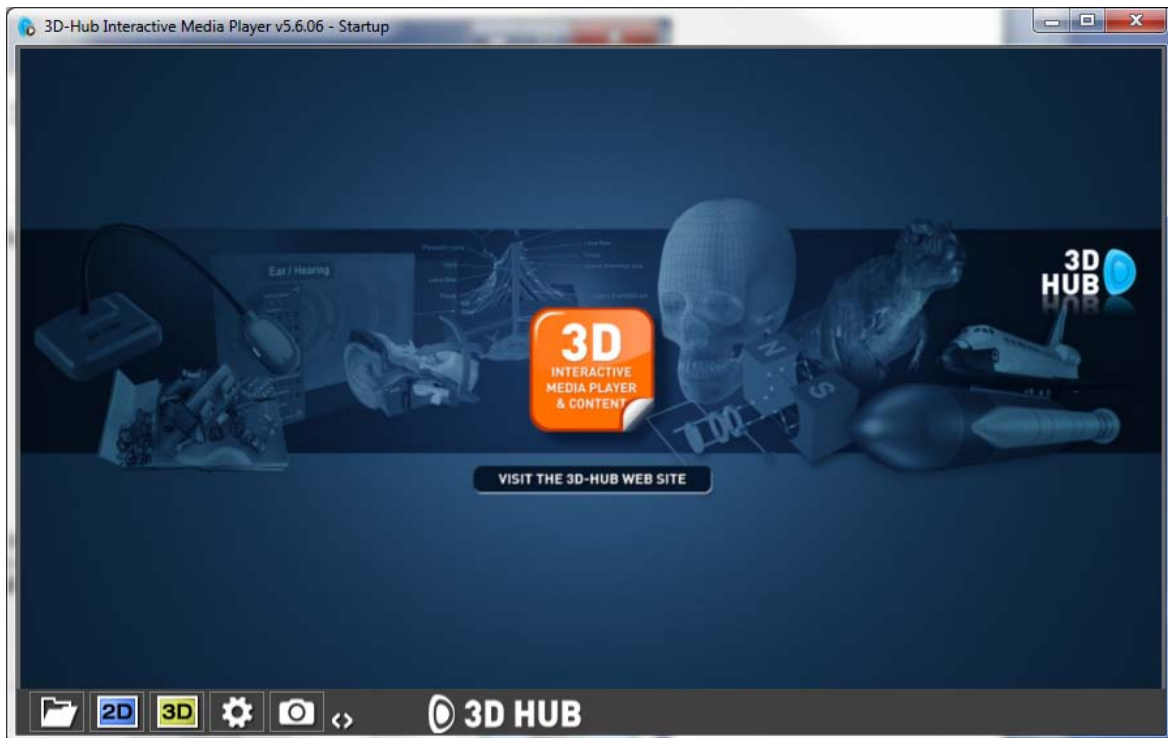 3D-Hub Interactive Media Player v5.6.06 - Startup
Ear / Hearing
3D
HUB
3D
INTERACTIVE
MEDIA PLAYER
& CONTENT
N
S
VISIT THE 3D-HUB WEB SITE
2D
3D
3D HUB